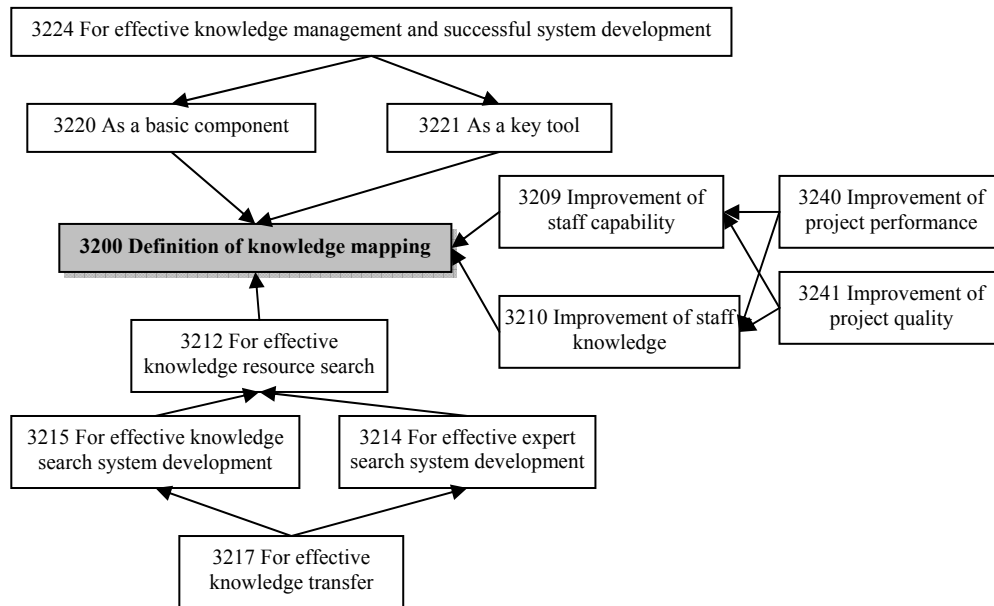 3224 For effective knowledge management and successful system development
3220 As a basic component
3221 As a key tool
3209 Improvement of
staff capability
3240 Improvement of
project performance
3200 Definition of knowledge mapping
3210 Improvement of staff
knowledge
3241 Improvement of
project quality
3212 For effective
knowledge resource search
3215 For effective knowledge
search system development
3214 For effective expert
search system development
3217 For effective
knowledge transfer